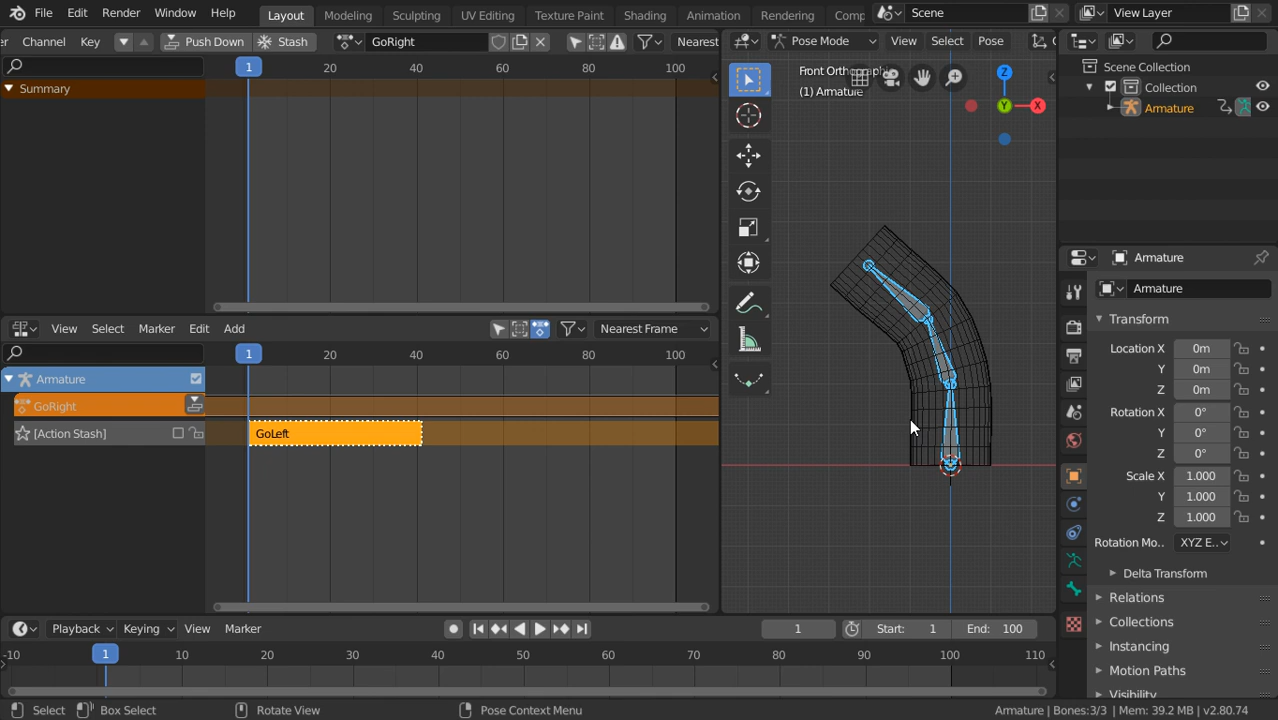 File Edit Render Window Help Layout Modeling Sculpting UV Editing Texture Paint Shading Animation Rendering Comp Scene View Layer
er Channel Key Push Down Stash GoRight Nearest Pose Mode View Select Pose
1 20 40 60 80 100
Summary
Front Orthographi
(1) Armature
Z
Y
X
Scene Collection
Collection
Armature
Armature
Armature
Transform
Location X 0m
Y 0m
Z 0m
Rotation X 0°
Y 0°
Z 0°
Scale X 1.000
Y 1.000
Z 1.000
Rotation Mo.. XYZ E..
Delta Transform
Relations
Collections
Instancing
Motion Paths
Visibility
View Select Marker Edit Add Nearest Frame
1 20 40 60 80 100
Armature
GoRight
[Action Stash] GoLeft
Playback Keying View Marker 1 Start: 1 End: 100
-10 1 10 20 30 40 50 60 70 80 90 100 110
Select Box Select Rotate View Pose Context Menu Armature | Bones:3/3 | Mem: 39.2 MB | v2.80.74